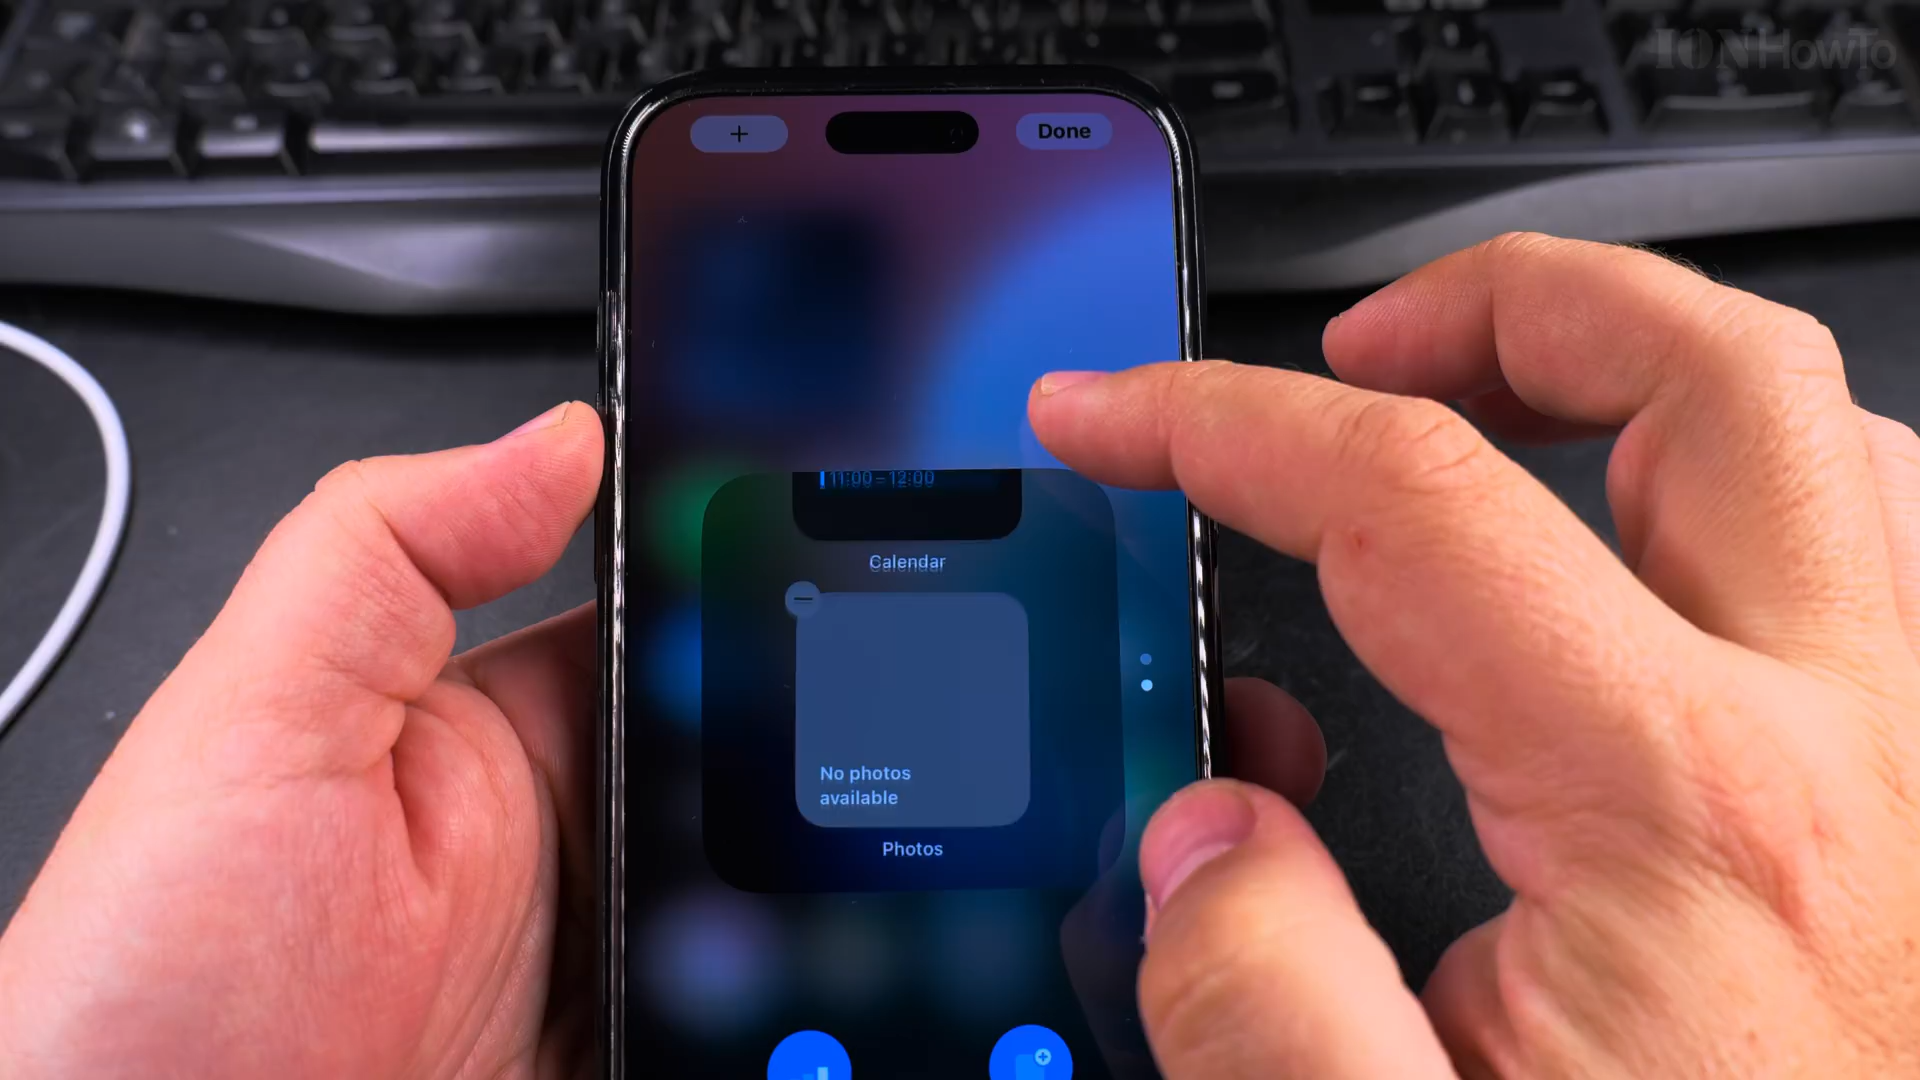 IONHowTo
+
Done
11:00 – 12:00
Calendar
No photos
available
Photos